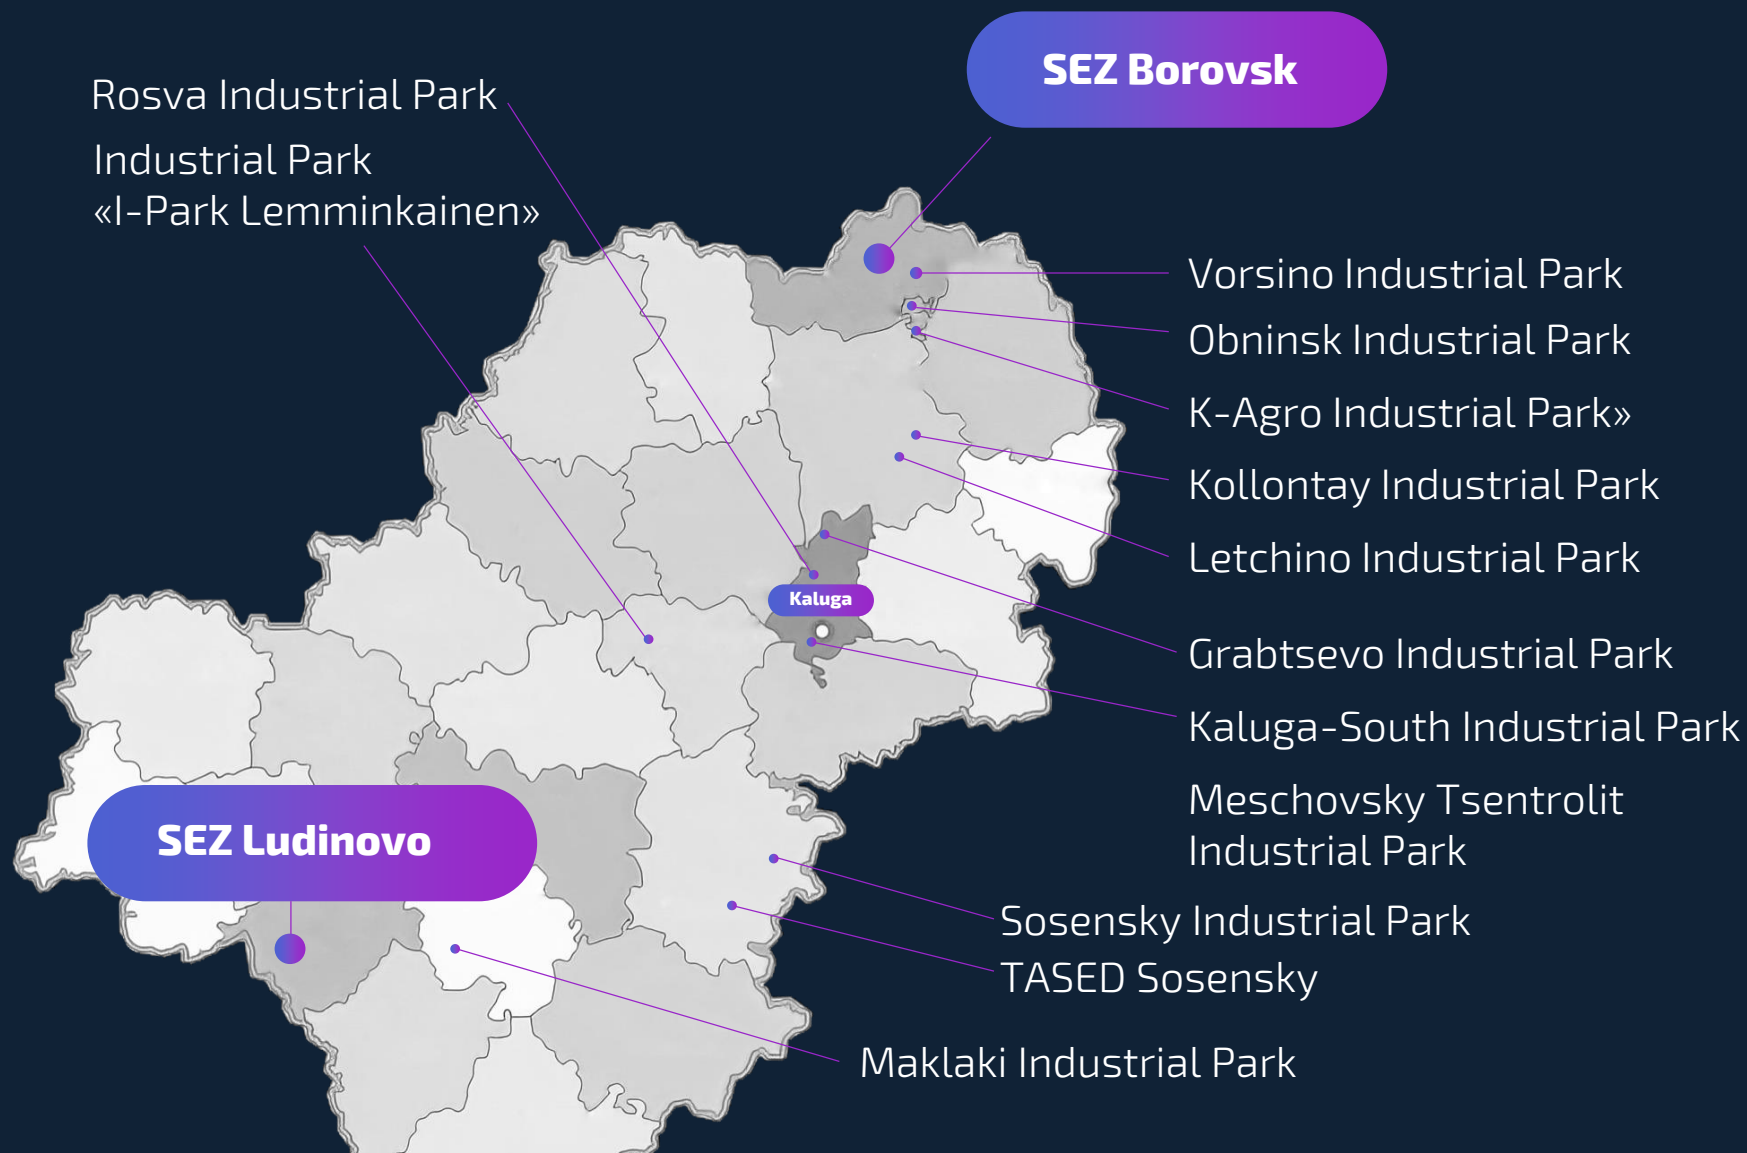 SEZ Borovsk
Rosva Industrial Park
Industrial Park
«I-Park Lemminkainen»
Vorsino Industrial Park
Obninsk Industrial Park
K-Agro Industrial Park»
Kollontay Industrial Park
Letchino Industrial Park
Kaluga
Grabtsevo Industrial Park
Kaluga-South Industrial Park
Meschovsky Tsentrolit
Industrial Park
SEZ Ludinovo
Sosensky Industrial Park
TASED Sosensky
Maklaki Industrial Park